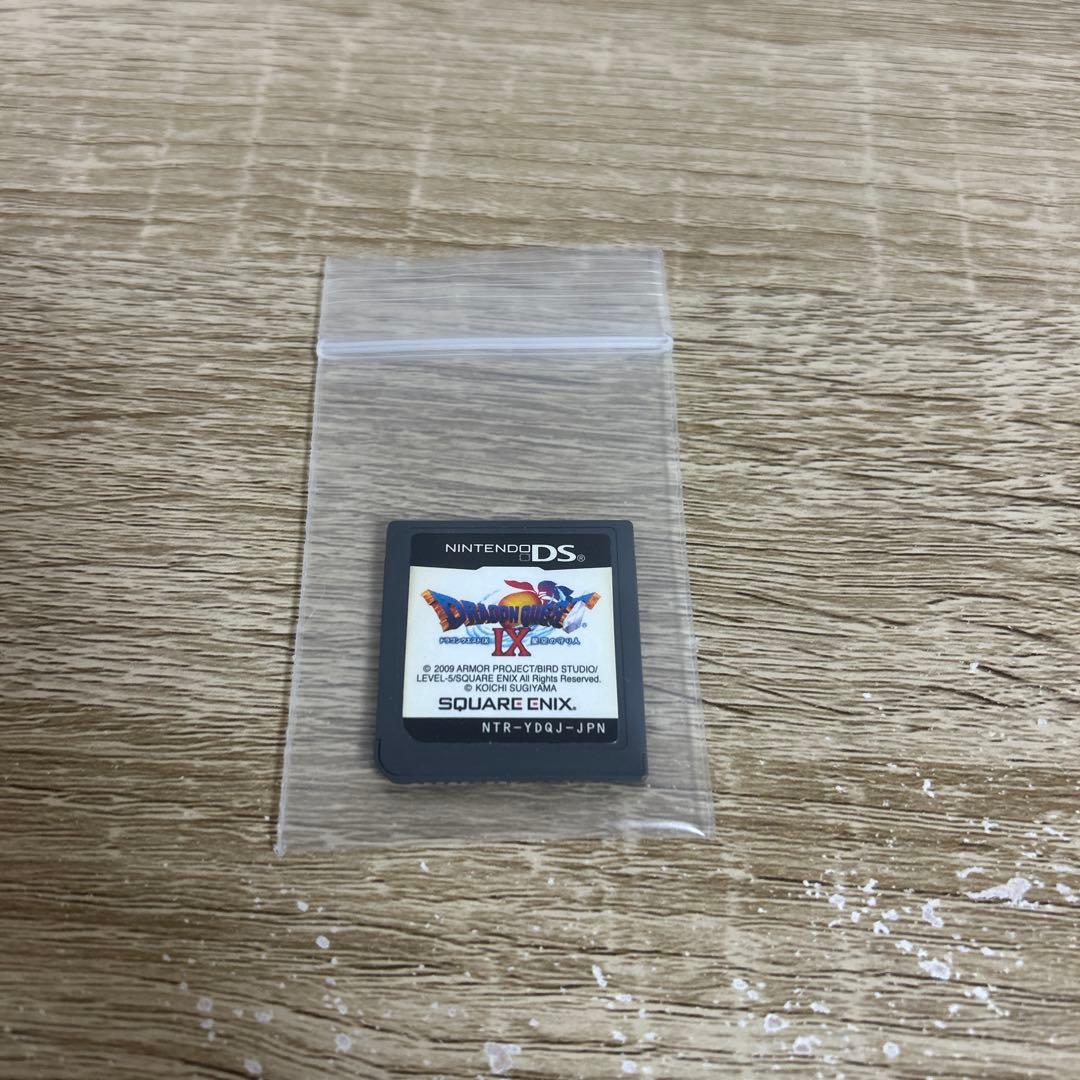 NINTENDO DS®
DRAGON QUEST®
IX
ドラゴンクエストIX 星空の守り人
© 2009 ARMOR PROJECT/BIRD STUDIO/
LEVEL-5/SQUARE ENIX All Rights Reserved.
© KOICHI SUGIYAMA
SQUARE ENIX®
NTR-YDQJ-JPN